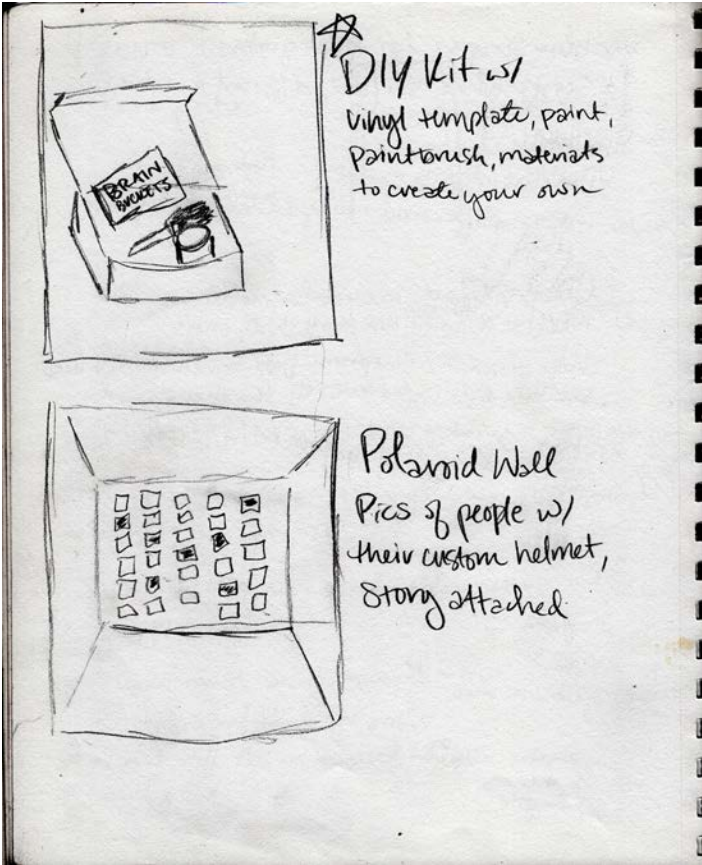 DIY Kit w/
vinyl template, paint,
paintbrush, materials
to create your own
BRAIN
BUCKETS
Polaroid Wall
Pics of people w/
their custom helmet,
Story attached